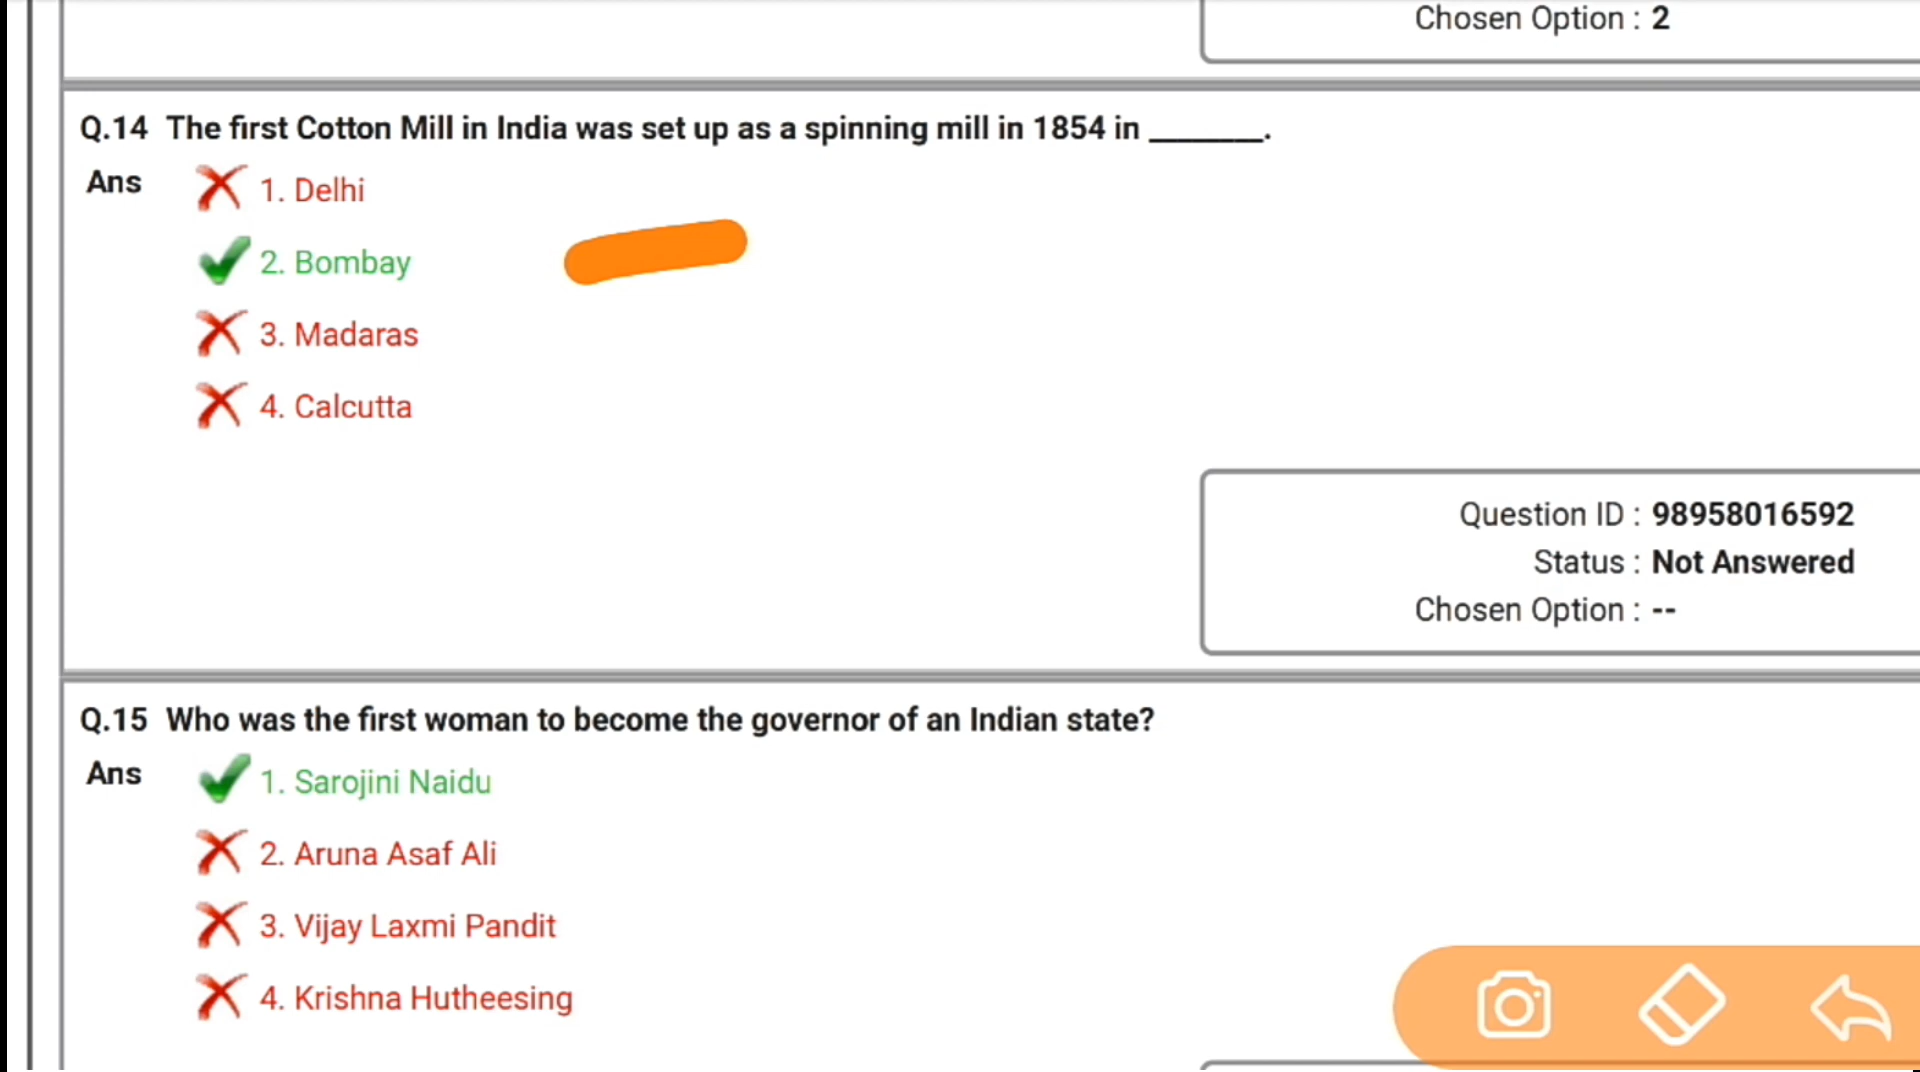 Chosen Option : 2
Q.14 The first Cotton Mill in India was set up as a spinning mill in 1854 in _______.
Ans 1. Delhi
2. Bombay
3. Madaras
4. Calcutta
Question ID : 98958016592
Status : Not Answered
Chosen Option : --
Q.15 Who was the first woman to become the governor of an Indian state?
Ans 1. Sarojini Naidu
2. Aruna Asaf Ali
3. Vijay Laxmi Pandit
4. Krishna Hutheesing